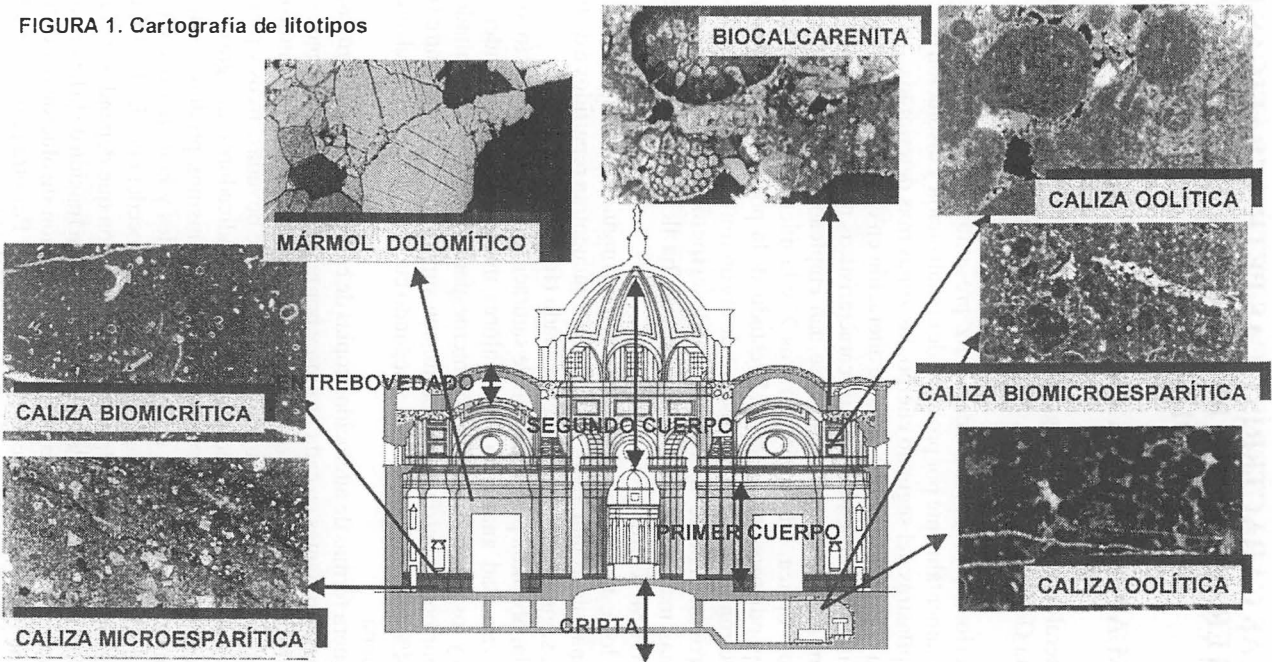 FIGURA 1. Cartografía de litotipos
BIOCALCARENITA
CALIZA OOLÍTICA
MÁRMOL DOLOMÍTICO
CALIZA BIOMICRÍTICA
ENTREBOVEDADO
CALIZA BIOMICROESPARÍTICA
SEGUNDO CUERPO
PRIMER CUERPO
CALIZA OOLÍTICA
CRIPTA
CALIZA MICROESPARÍTICA